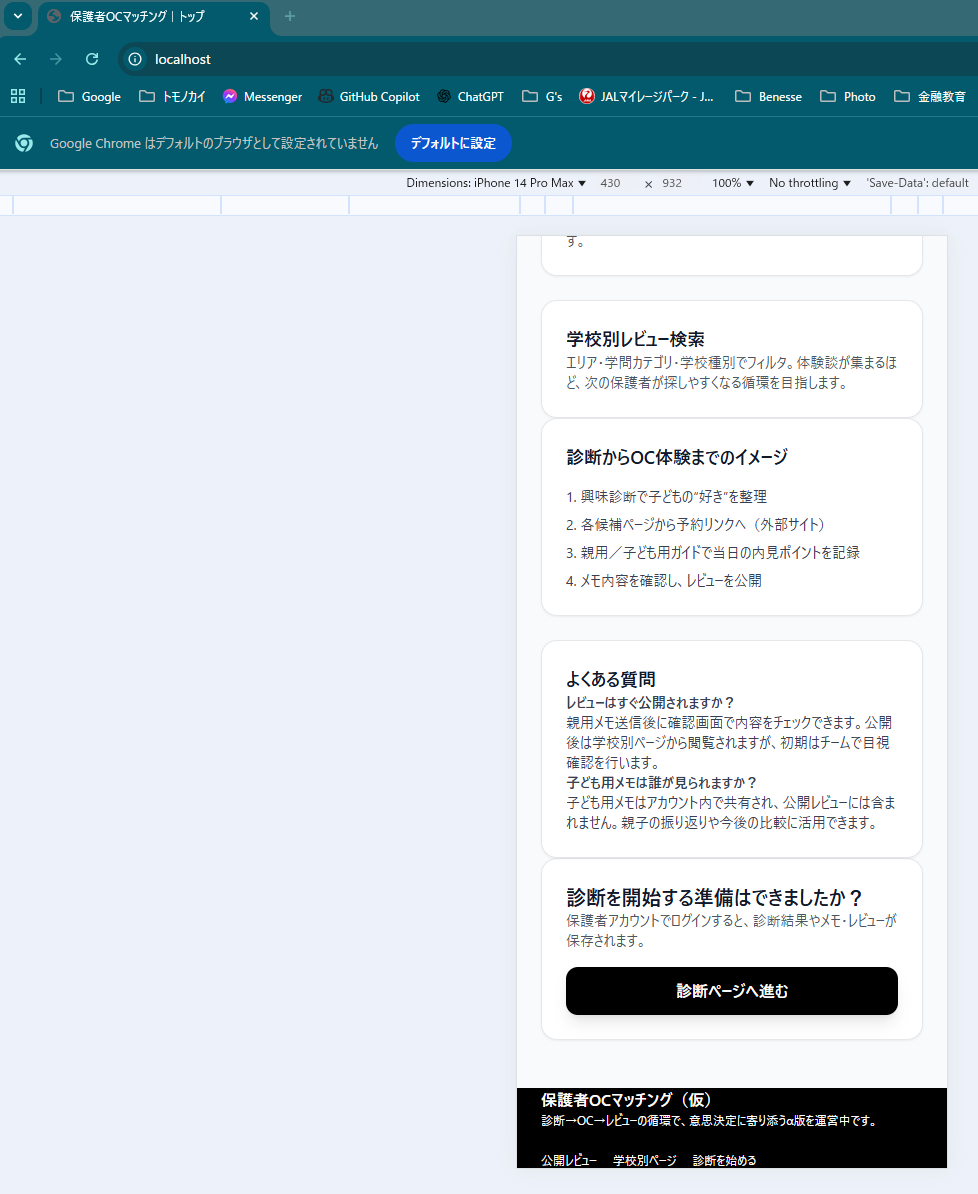 保護者OCマッチング｜トップ
localhost
Google トモノカイ Messenger GitHub Copilot ChatGPT G's JALマイレージパーク - J... Benesse Photo 金融教育
Google Chrome はデフォルトのブラウザとして設定されていません デフォルトに設定
Dimensions: iPhone 14 Pro Max ▼ 430 × 932 100% ▼ No throttling ▼ 'Save-Data': default
す。
学校別レビュー検索
エリア・学問カテゴリ・学校種別でフィルタ。体験談が集まるほ
ど、次の保護者が探しやすくなる循環を目指します。
診断からOC体験までのイメージ
1. 興味診断で子どもの“好き”を整理
2. 各候補ページから予約リンクへ（外部サイト）
3. 親用／子ども用ガイドで当日の内見ポイントを記録
4. メモ内容を確認し、レビューを公開
よくある質問
レビューはすぐ公開されますか？
親用メモ送信後に確認画面で内容をチェックできます。公開
後は学校別ページから閲覧されますが、初期はチームで目視
確認を行います。
子ども用メモは誰が見られますか？
子ども用メモはアカウント内で共有され、公開レビューには含ま
れません。親子の振り返りや今後の比較に活用できます。
診断を開始する準備はできましたか？
保護者アカウントでログインすると、診断結果やメモ・レビューが
保存されます。
診断ページへ進む
保護者OCマッチング（仮）
診断→OC→レビューの循環で、意思決定に寄り添うα版を運営中です。
公開レビュー 学校別ページ 診断を始める